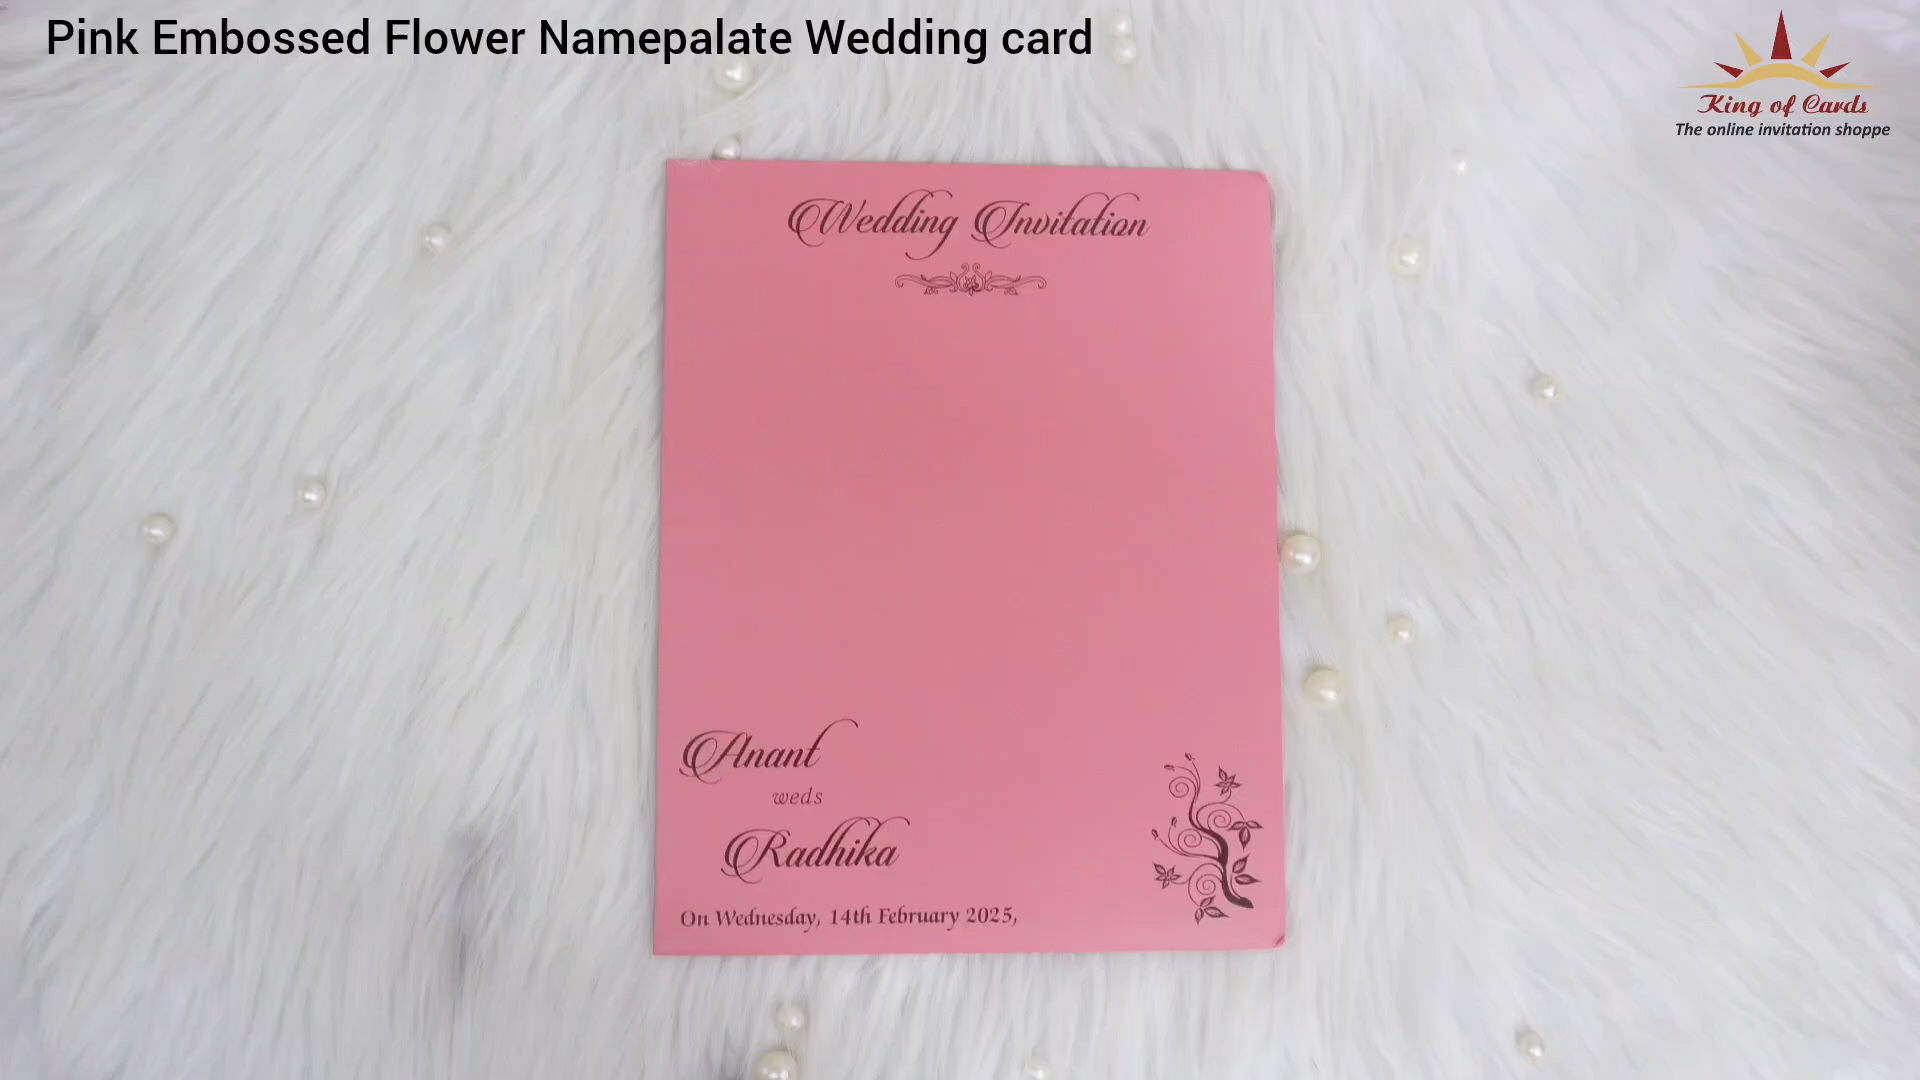 Pink Embossed Flower Namepalate Wedding card
King of Cards
The online invitation shoppe
Wedding Invitation
Anant
weds
Radhika
On Wednesday, 14th February 2025,